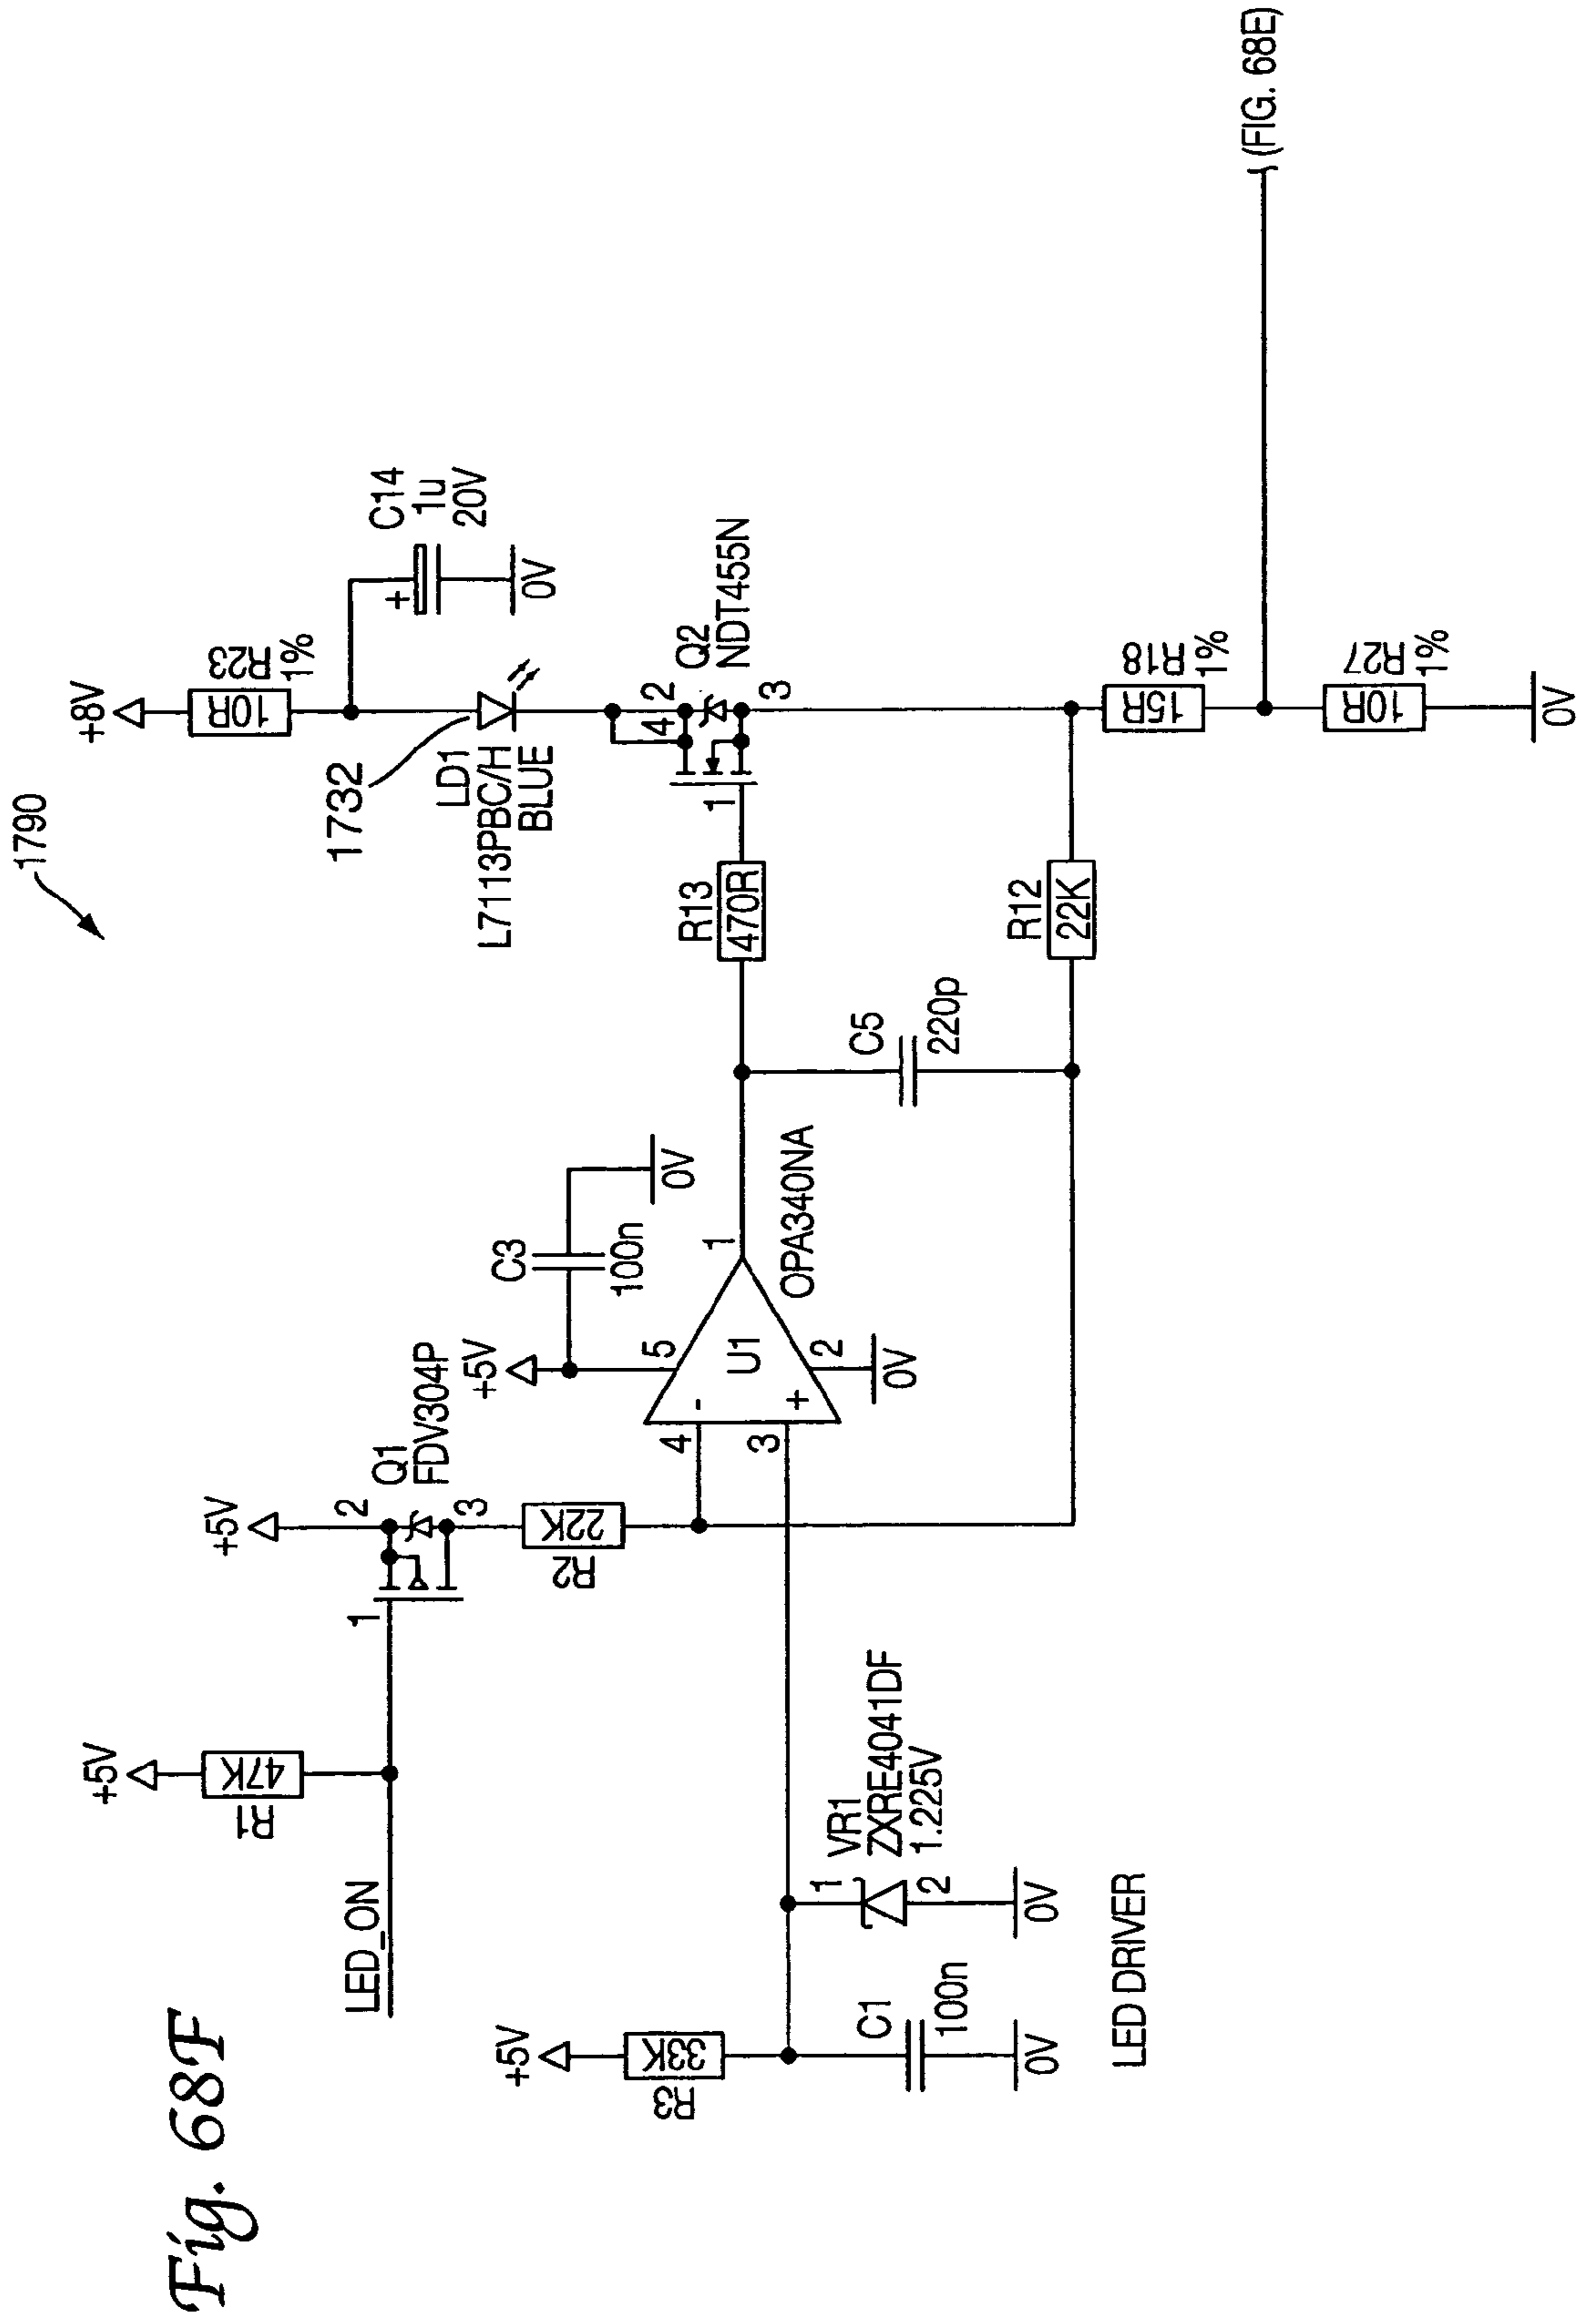 Fig. 68F
1790
LED_ON
+5V
R1
47K
+5V
1
2
3
Q1
FDV304P
R2
22K
+5V
C3
100n
0V
5
4
3
U1
-
+
1
2
0V
OPA340NA
+5V
R3
33K
C1
100n
0V
VR1
ZXRE4041DF
1.225V
1
2
0V
C5
220p
R13
470R
R12
22K
+8V
10R
R23
1%
C14
1u
20V
+
0V
1732
LD1
L7113PBC/H
BLUE
1
4
2
3
Q2
NDT455N
15R
R18
1%
10R
R27
1%
0V
(FIG. 68E)
LED DRIVER